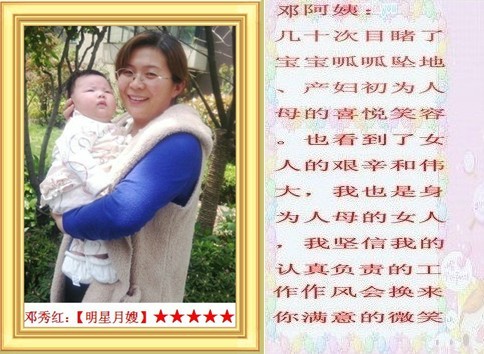 邓秀红:【明星月嫂】★★★★★
邓阿姨:
几十次目睹了
宝宝呱呱坠地
、产妇初为人
母的喜悦笑容
。也看到了女
人的艰辛和伟
大,我也是身
为人母的女人
,我坚信我的
认真负责的工
作作风会换来
你满意的微笑